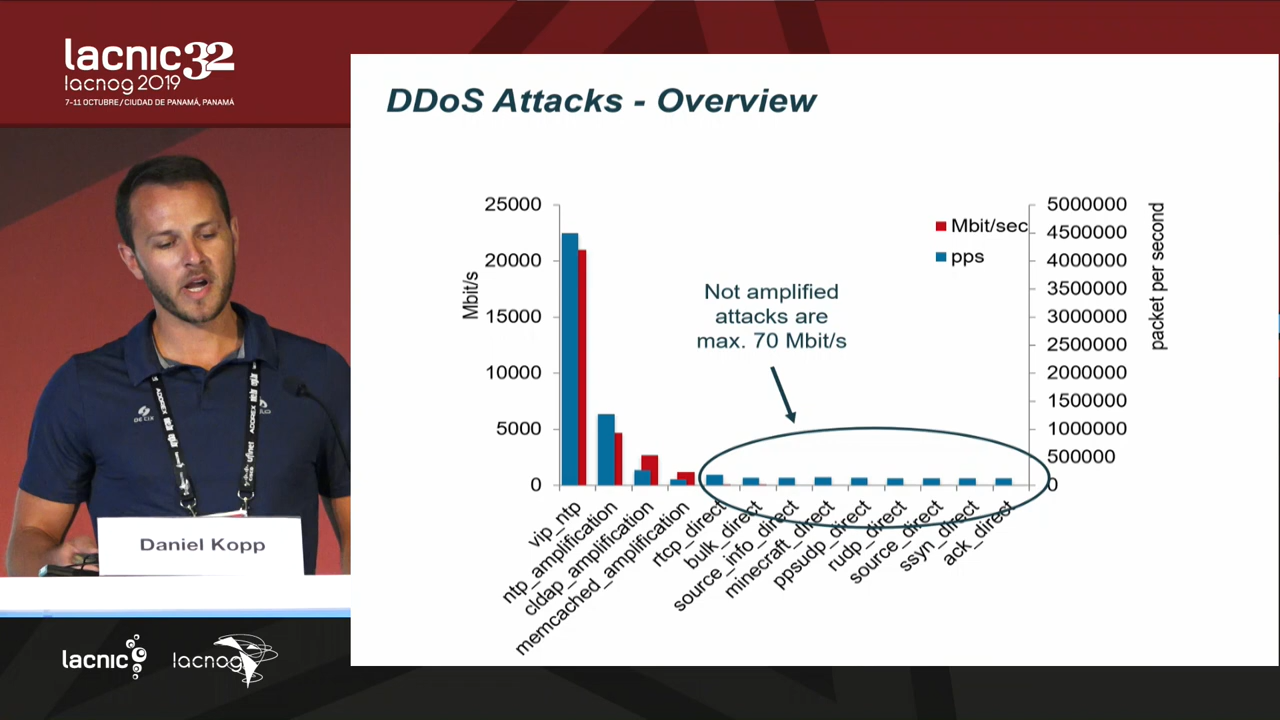 lacnic32
lacnog 2019
7-11 OCTUBRE / CIUDAD DE PANAMÁ, PANAMÁ
DDoS Attacks - Overview
25000
20000
15000
10000
5000
0
Mbit/s
Mbit/sec
pps
Not amplified
attacks are
max. 70 Mbit/s
5000000
4500000
4000000
3500000
3000000
2500000
2000000
1500000
1000000
500000
0
packet per second
vip_ntp
ntp_amplification
cldap_amplification
memcached_amplification
rtcp_direct
bulk_direct
source_info_direct
minecraft_direct
ppsudp_direct
rudp_direct
source_direct
ssyn_direct
ack_direct
DE CIX
ufinet
Daniel Kopp
lacnic
lacnog